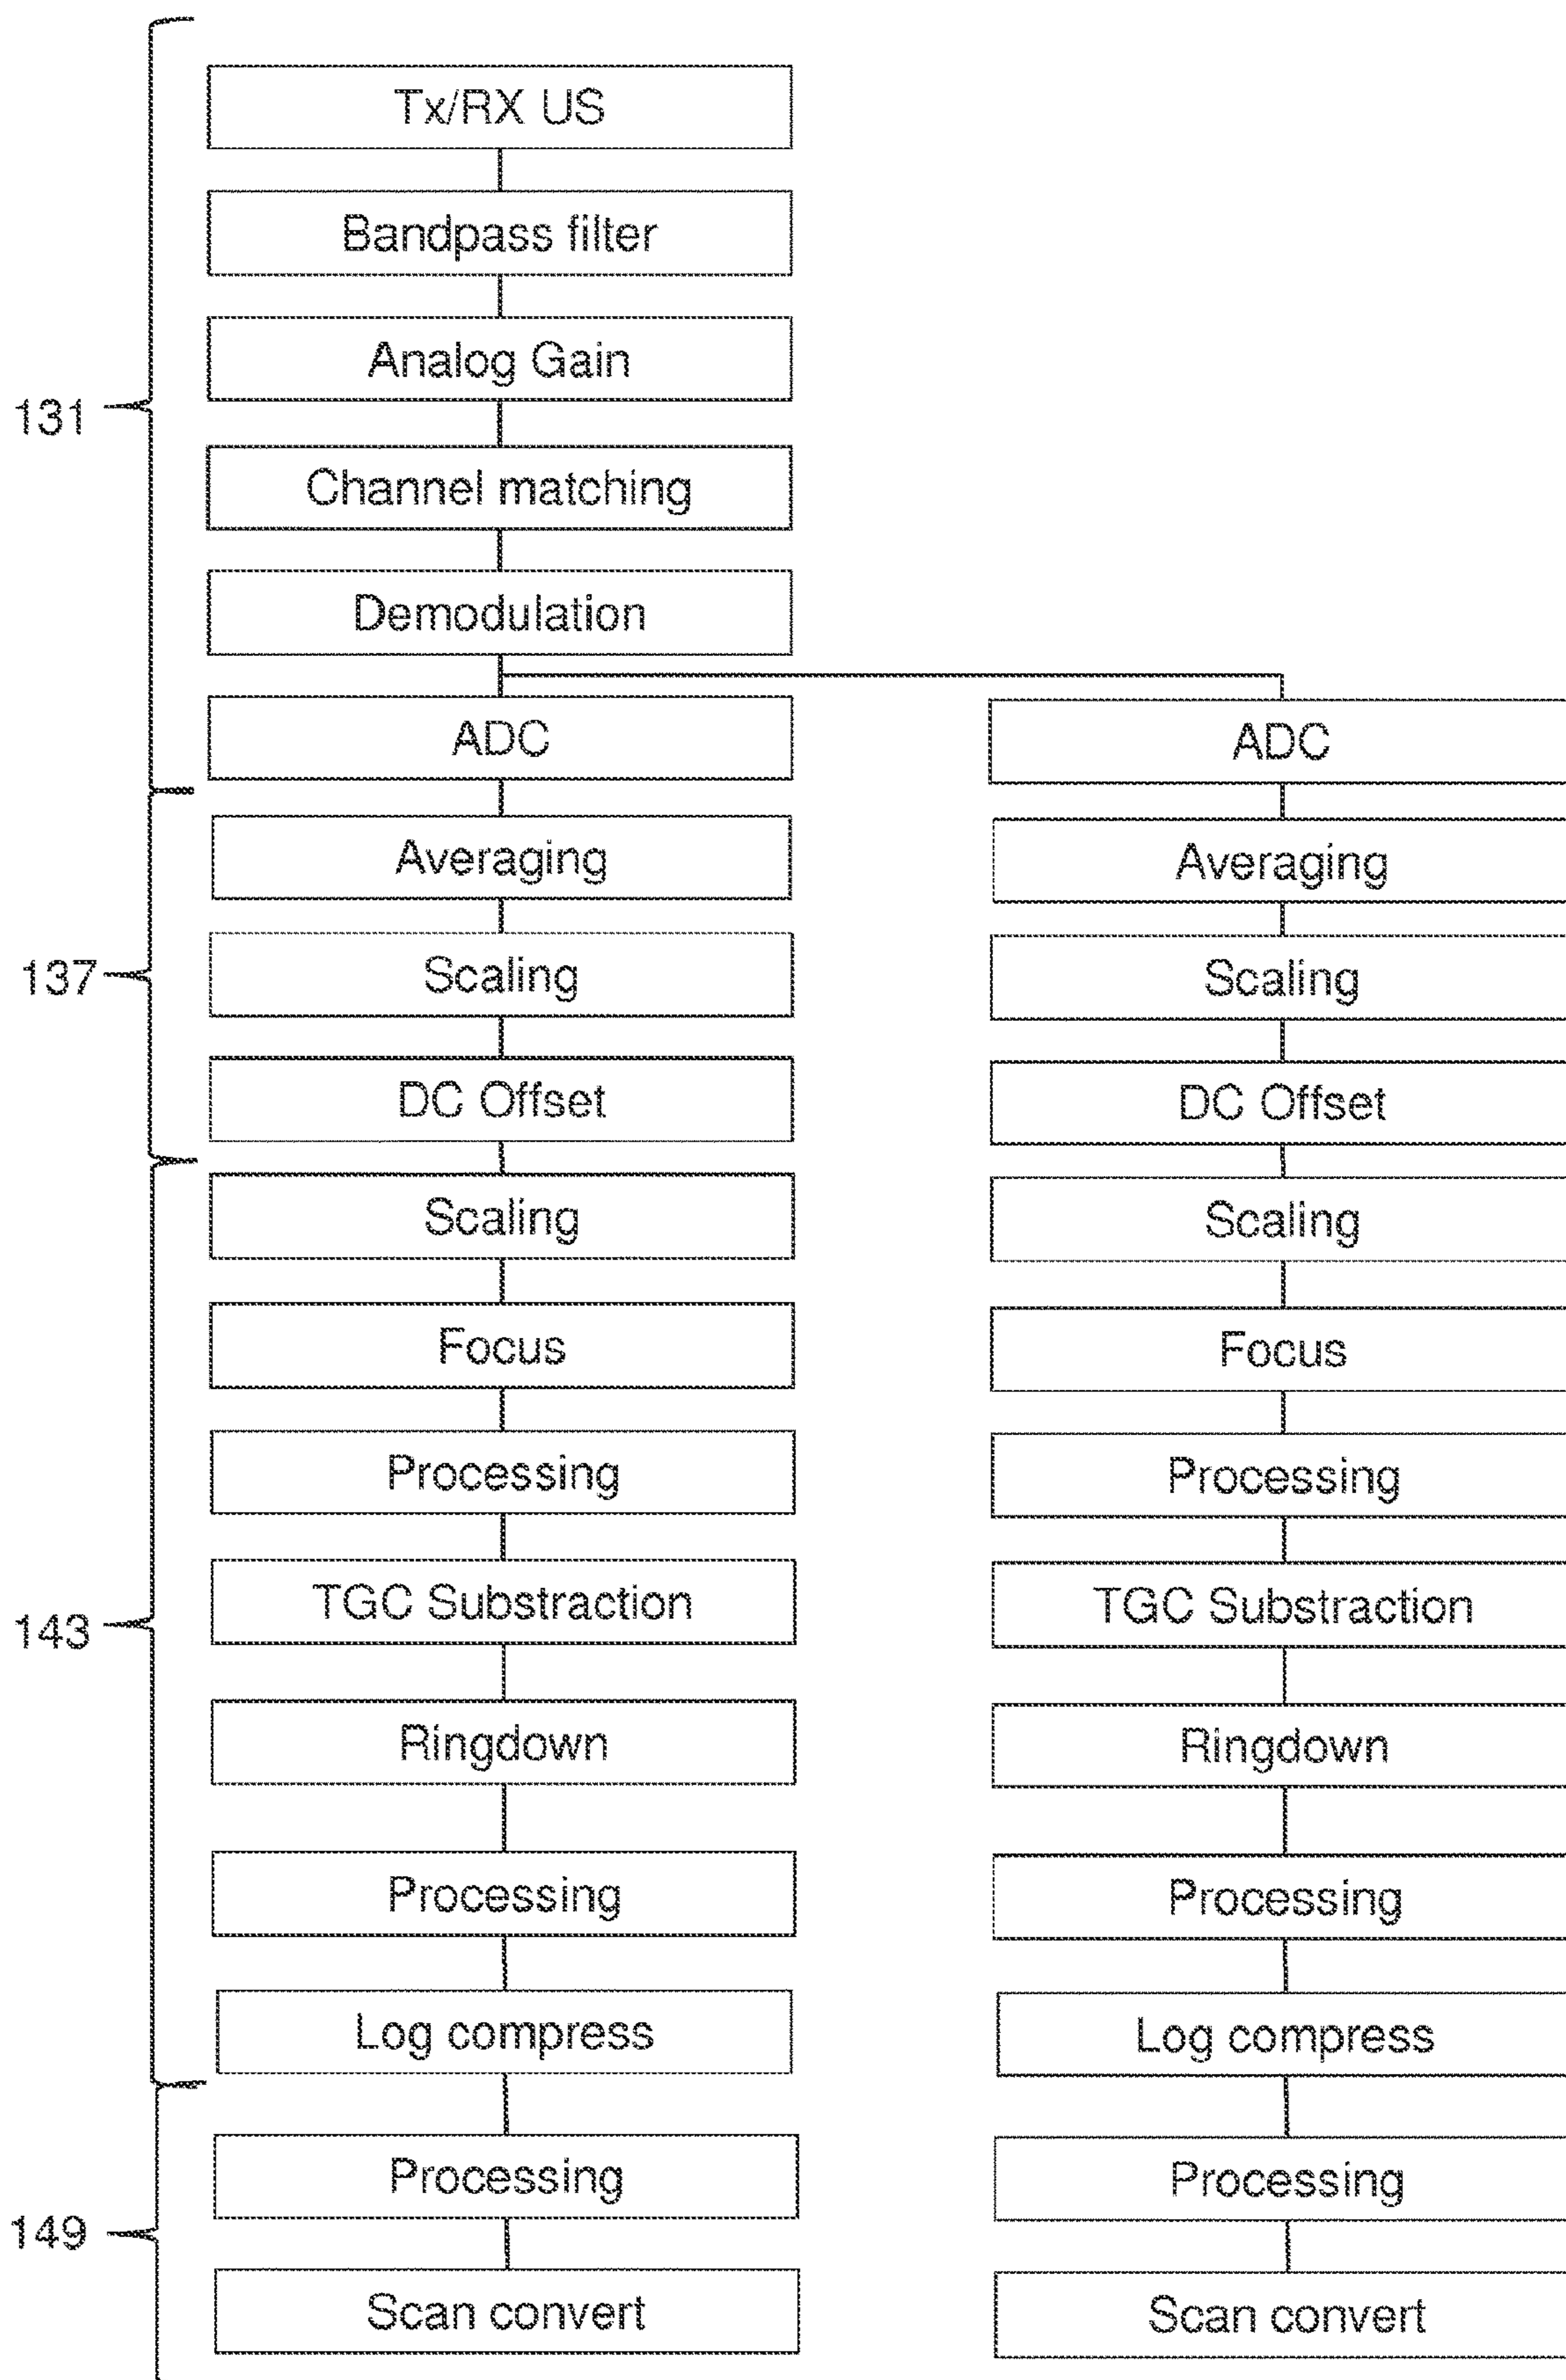 Tx/RX US
Bandpass filter
Analog Gain
131
Channel matching
Demodulation
ADC
ADC
Averaging
Averaging
137
Scaling
Scaling
DC Offset
DC Offset
Scaling
Scaling
Focus
Focus
Processing
Processing
143
TGC Substraction
TGC Substraction
Ringdown
Ringdown
Processing
Processing
Log compress
Log compress
Processing
Processing
149
Scan convert
Scan convert